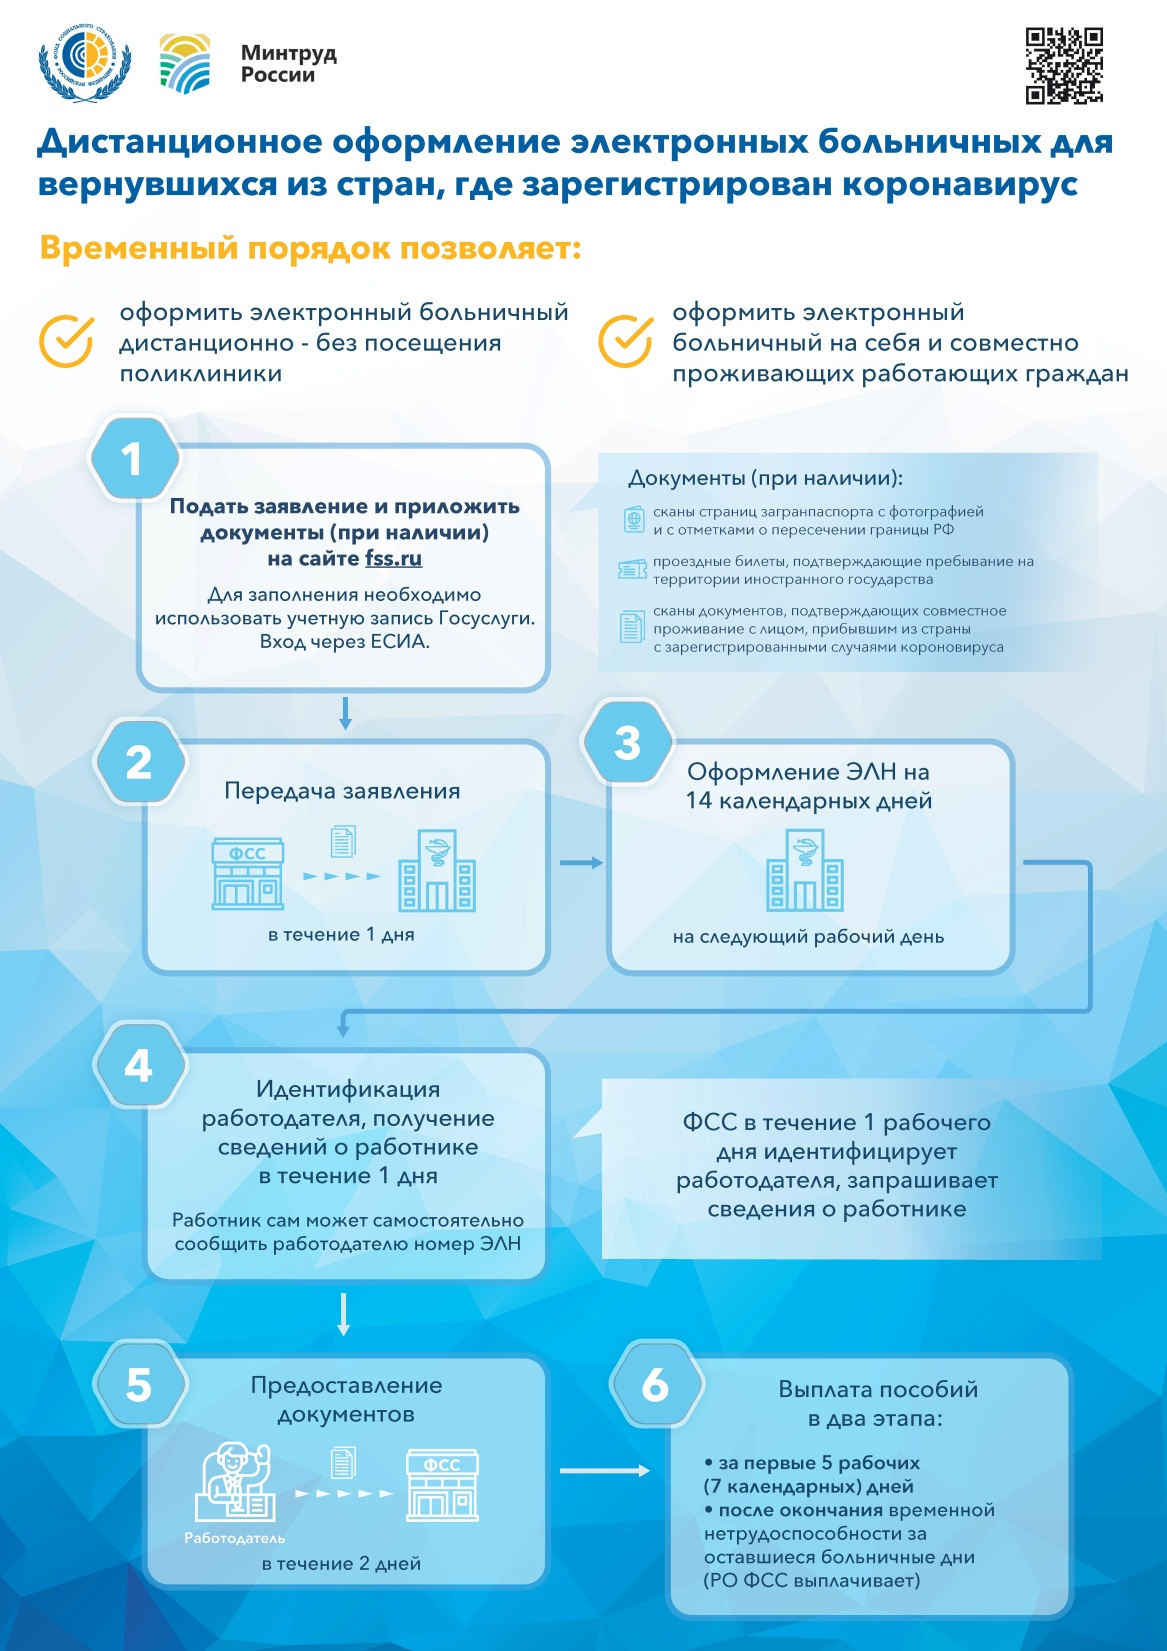 ФОНД СОЦИАЛЬНОГО СТРАХОВАНИЯ
РОССИЙСКОЙ ФЕДЕРАЦИИ
Минтруд
России
Дистанционное оформление электронных больничных для
вернувшихся из стран, где зарегистрирован коронавирус
Временный порядок позволяет:
оформить электронный больничный
дистанционно - без посещения
поликлиники
оформить электронный
больничный на себя и совместно
проживающих работающих граждан
1
Подать заявление и приложить
документы (при наличии)
на сайте fss.ru
Для заполнения необходимо
использовать учетную запись Госуслуги.
Вход через ЕСИА.
Документы (при наличии):
сканы страниц загранпаспорта с фотографией
и с отметками о пересечении границы РФ
проездные билеты, подтверждающие пребывание на
территории иностранного государства
сканы документов, подтверждающих совместное
проживание с лицом, прибывшим из страны
с зарегистрированными случаями короновируса
2
Передача заявления
ФСС
в течение 1 дня
3
Оформление ЭЛН на
14 календарных дней
на следующий рабочий день
4
Идентификация
работодателя, получение
сведений о работнике
в течение 1 дня
Работник сам может самостоятельно
сообщить работодателю номер ЭЛН
ФСС в течение 1 рабочего
дня идентифицирует
работодателя, запрашивает
сведения о работнике
5
Предоставление
документов
ФСС
Работодатель
в течение 2 дней
6
Выплата пособий
в два этапа:
• за первые 5 рабочих
(7 календарных) дней
• после окончания временной
нетрудоспособности за
оставшиеся больничные дни
(РО ФСС выплачивает)